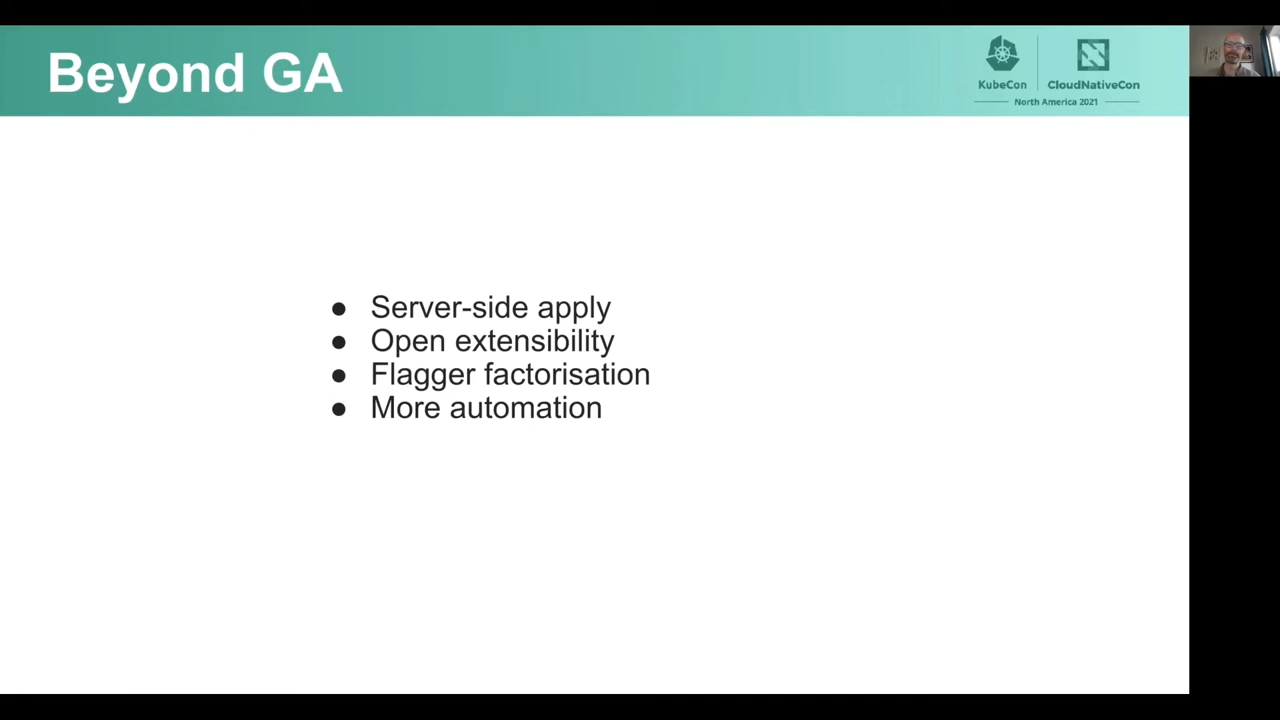 Beyond GA
KubeCon
CloudNativeCon
North America 2021
● Server-side apply
● Open extensibility
● Flagger factorisation
● More automation